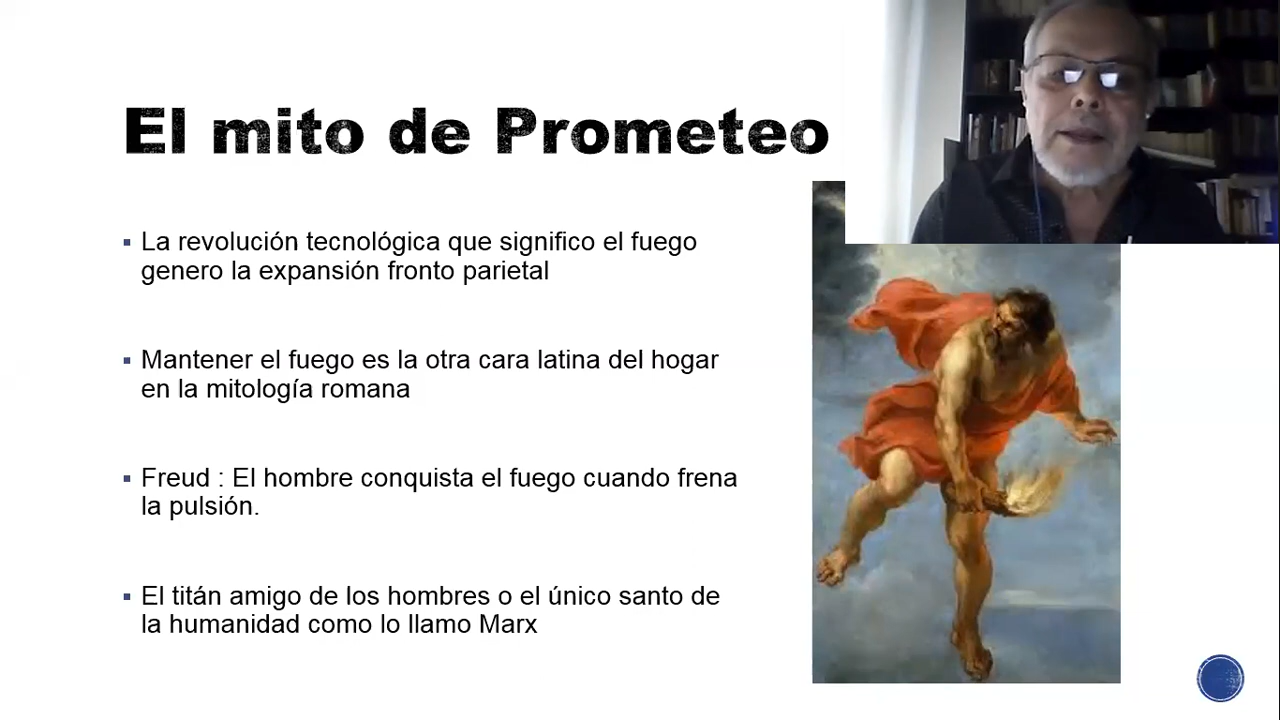 El mito de Prometeo
La revolución tecnológica que significo el fuego
genero la expansión fronto parietal
Mantener el fuego es la otra cara latina del hogar
en la mitología romana
Freud : El hombre conquista el fuego cuando frena
la pulsión.
El titán amigo de los hombres o el único santo de
la humanidad como lo llamo Marx